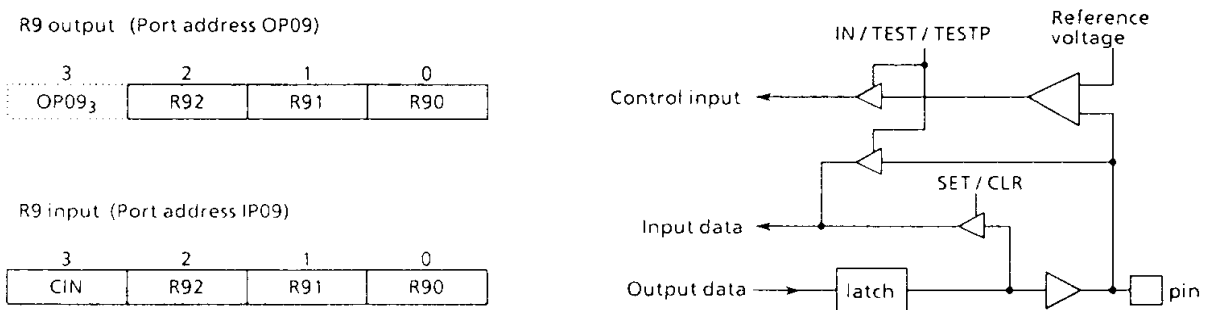 R9 output (Port address OP09)
3 2 1 0
OP09₃ R92 R91 R90
R9 input (Port address IP09)
3 2 1 0
CIN R92 R91 R90
IN / TEST / TESTP
Reference
voltage
Control input
SET / CLR
Input data
Output data
latch
pin